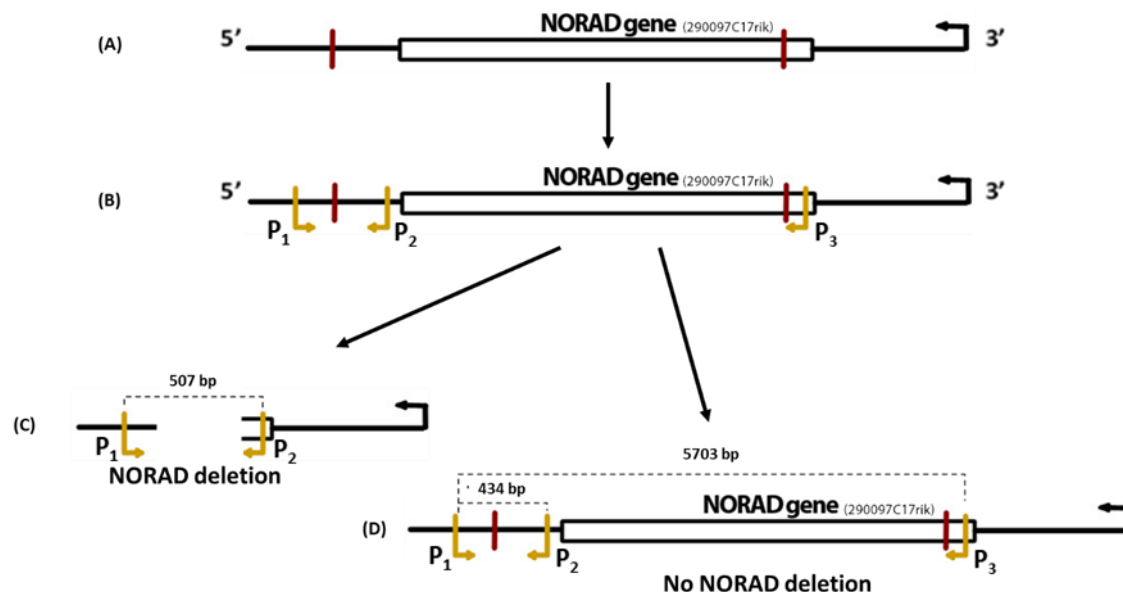 NORAD gene (290097C17rik)
(A) 5’ 3’
NORAD gene (290097C17rik)
(B) 5’ 3’
P1 P2 P3
507 bp
(C)
P1 P2
NORAD deletion
5703 bp
434 bp
NORAD gene (290097C17rik)
(D)
P1 P2 P3
No NORAD deletion